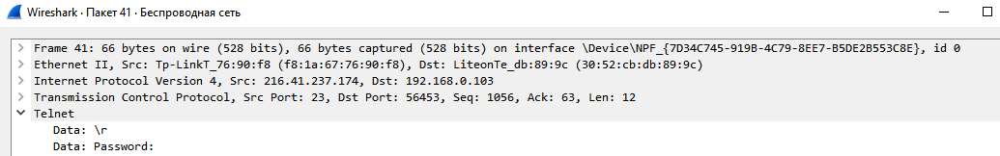 Wireshark · Пакет 41 · Беспроводная сеть
Frame 41: 66 bytes on wire (528 bits), 66 bytes captured (528 bits) on interface \Device\NPF_{7D34C745-919B-4C79-8EE7-B5DE2B553C8E}, id 0
Ethernet II, Src: Tp-LinkT_76:90:f8 (f8:1a:67:76:90:f8), Dst: LiteonTe_db:89:9c (30:52:cb:db:89:9c)
Internet Protocol Version 4, Src: 216.41.237.174, Dst: 192.168.0.103
Transmission Control Protocol, Src Port: 23, Dst Port: 56453, Seq: 1056, Ack: 63, Len: 12
Telnet
Data: \r
Data: Password: